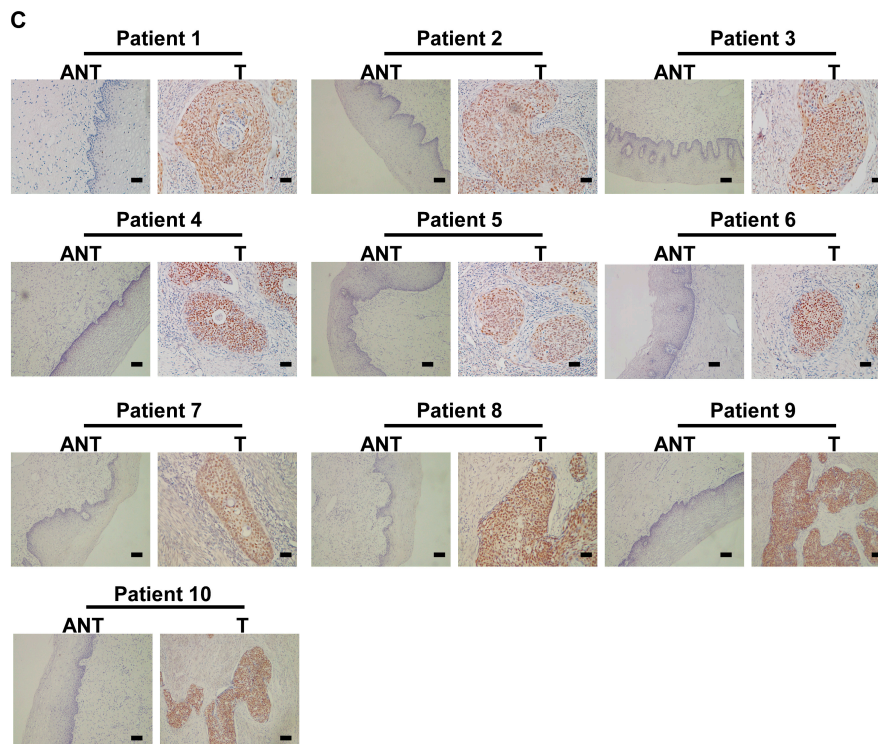 C
Patient 1 Patient 2 Patient 3
ANT T ANT T ANT T
Patient 4 Patient 5 Patient 6
ANT T ANT T ANT T
Patient 7 Patient 8 Patient 9
ANT T ANT T ANT T
Patient 10
ANT T